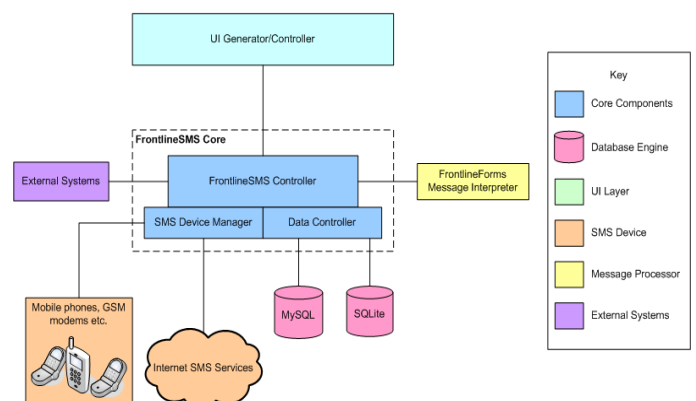 UI Generator/Controller
FrontlineSMS Core
External Systems
FrontlineSMS Controller
FrontlineForms
Message Interpreter
SMS Device Manager
Data Controller
Mobile phones, GSM
modems etc.
Internet SMS Services
MySQL
SQLite
Key
Core Components
Database Engine
UI Layer
SMS Device
Message Processor
External Systems